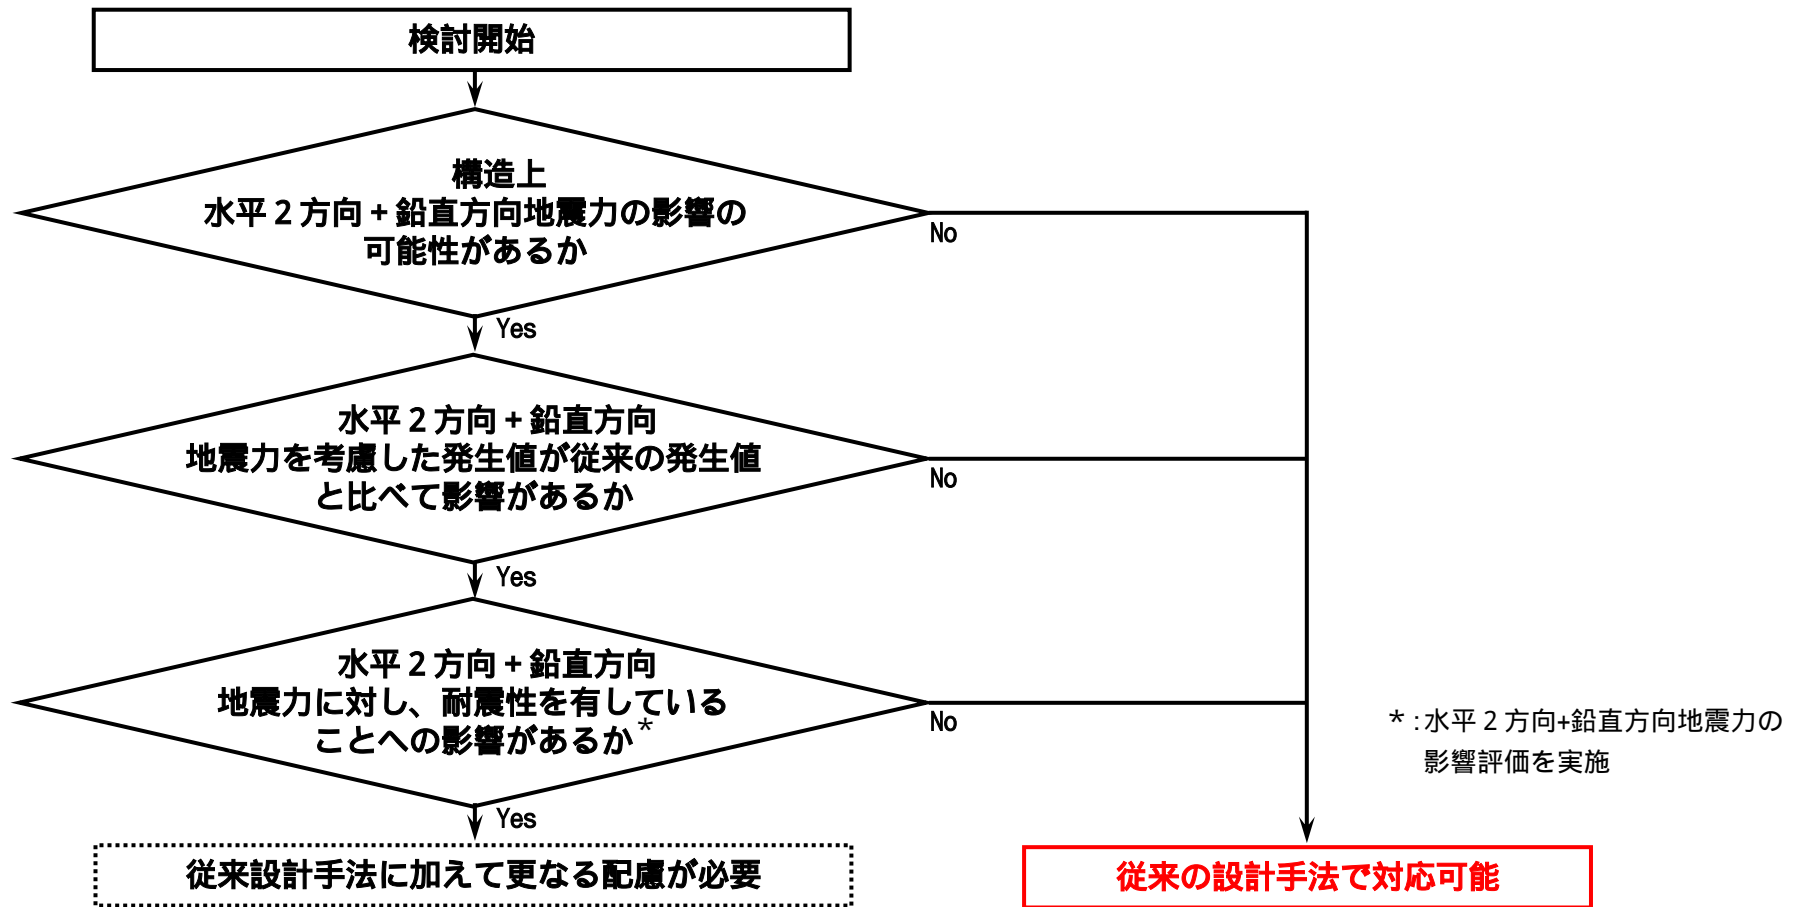 検討開始
構造上
水平２方向＋鉛直方向地震力の影響の
可能性があるか
No
Yes
水平２方向＋鉛直方向
地震力を考慮した発生値が従来の発生値
と比べて影響があるか
No
Yes
水平２方向＋鉛直方向
地震力に対し、耐震性を有している
ことへの影響があるか*
No
*:水平２方向+鉛直方向地震力の
影響評価を実施
Yes
従来設計手法に加えて更なる配慮が必要
従来の設計手法で対応可能